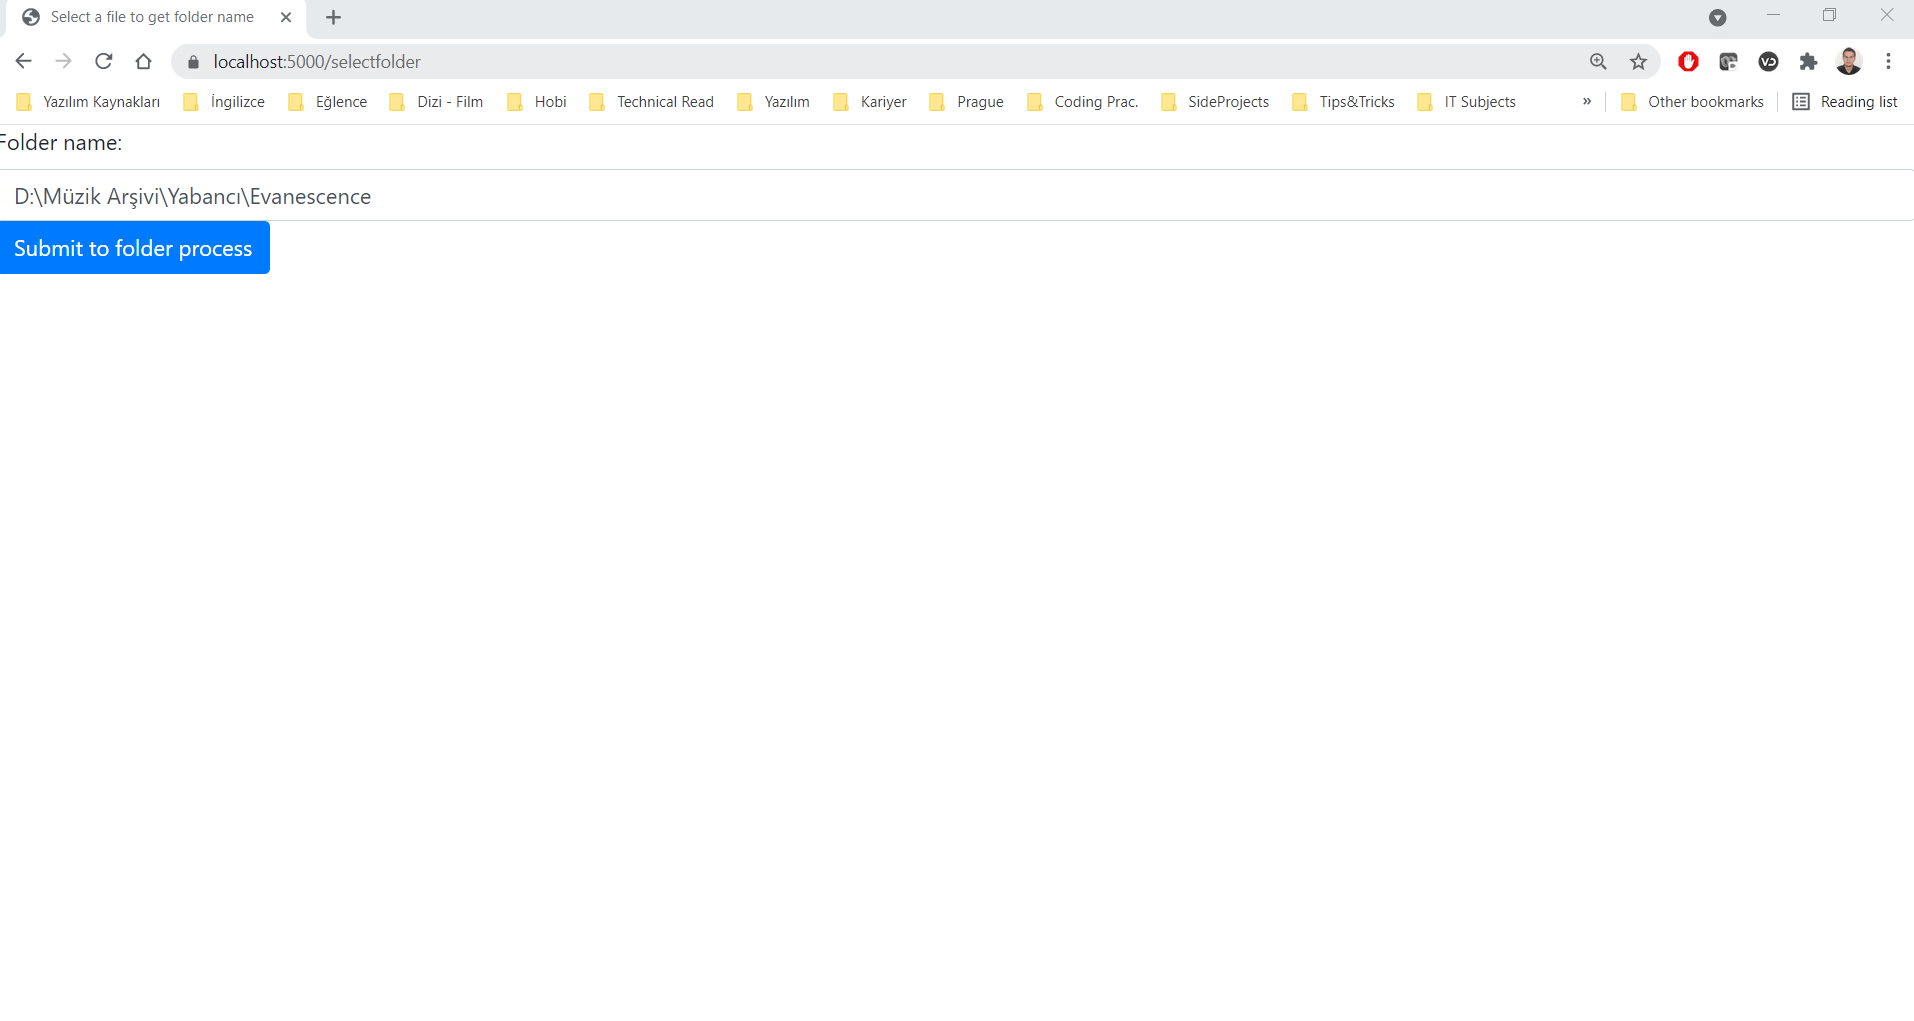 Select a file to get folder name
localhost:5000/selectfolder
Yazılım Kaynakları İngilizce Eğlence Dizi - Film Hobi Technical Read Yazılım Kariyer Prague Coding Prac. SideProjects Tips&Tricks IT Subjects » Other bookmarks Reading list
Folder name:
D:\Müzik Arşivi\Yabancı\Evanescence
Submit to folder process